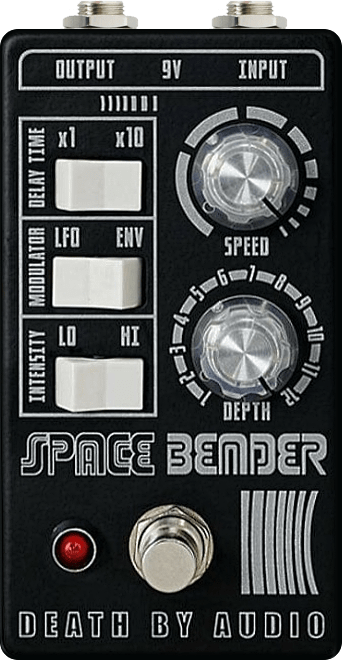 OUTPUT 9V INPUT
DELAY TIME
x1 x10
SPEED
MODULATOR
LFO ENV
INTENSITY
LO HI
1 2 3 4 5 6 7 8 9 10 11 12
DEPTH
SPACE BENDER
DEATH BY AUDIO